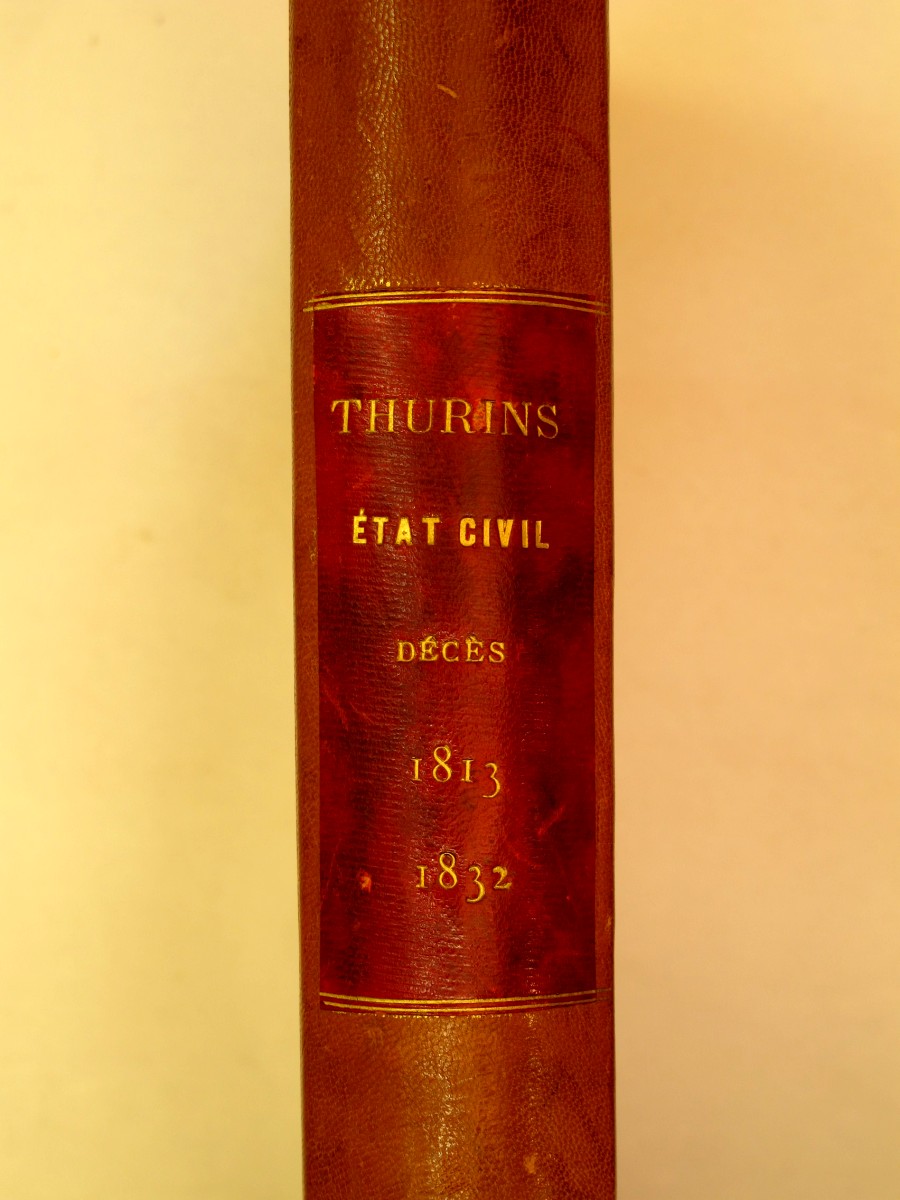 THURINS
ÉTAT CIVIL
DÉCÈS
1813
1832